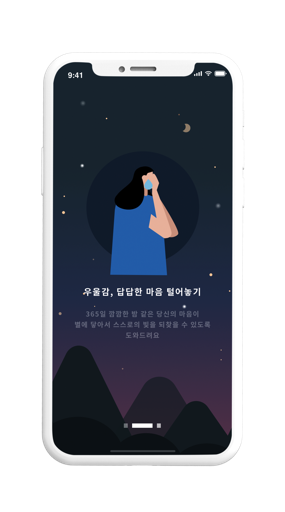 9:41
우울감, 답답한 마음 털어놓기
365일 깜깜한 밤 같은 당신의 마음이
별에 닿아서 스스로의 빛을 되찾을 수 있도록
도와드려요